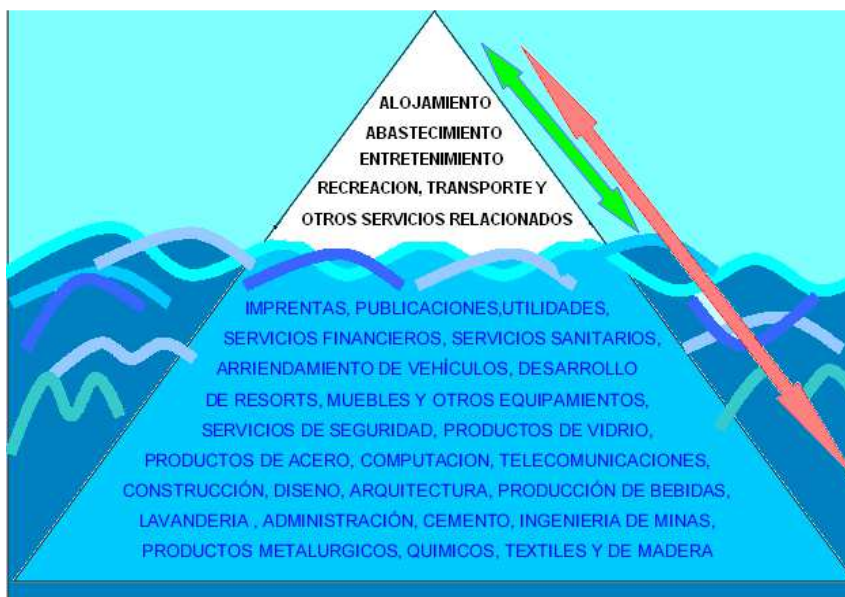 ALOJAMIENTO
ABASTECIMIENTO
ENTRETENIMIENTO
RECREACION, TRANSPORTE Y
OTROS SERVICIOS RELACIONADOS
IMPRENTAS, PUBLICACIONES,UTILIDADES,
SERVICIOS FINANCIEROS, SERVICIOS SANITARIOS,
ARRIENDAMIENTO DE VEHÍCULOS, DESARROLLO
DE RESORTS, MUEBLES Y OTROS EQUIPAMIENTOS,
SERVICIOS DE SEGURIDAD, PRODUCTOS DE VIDRIO,
PRODUCTOS DE ACERO, COMPUTACION, TELECOMUNICACIONES,
CONSTRUCCIÓN, DISENO, ARQUITECTURA, PRODUCCIÓN DE BEBIDAS,
LAVANDERIA , ADMINISTRACIÓN, CEMENTO, INGENIERIA DE MINAS,
PRODUCTOS METALURGICOS, QUIMICOS, TEXTILES Y DE MADERA